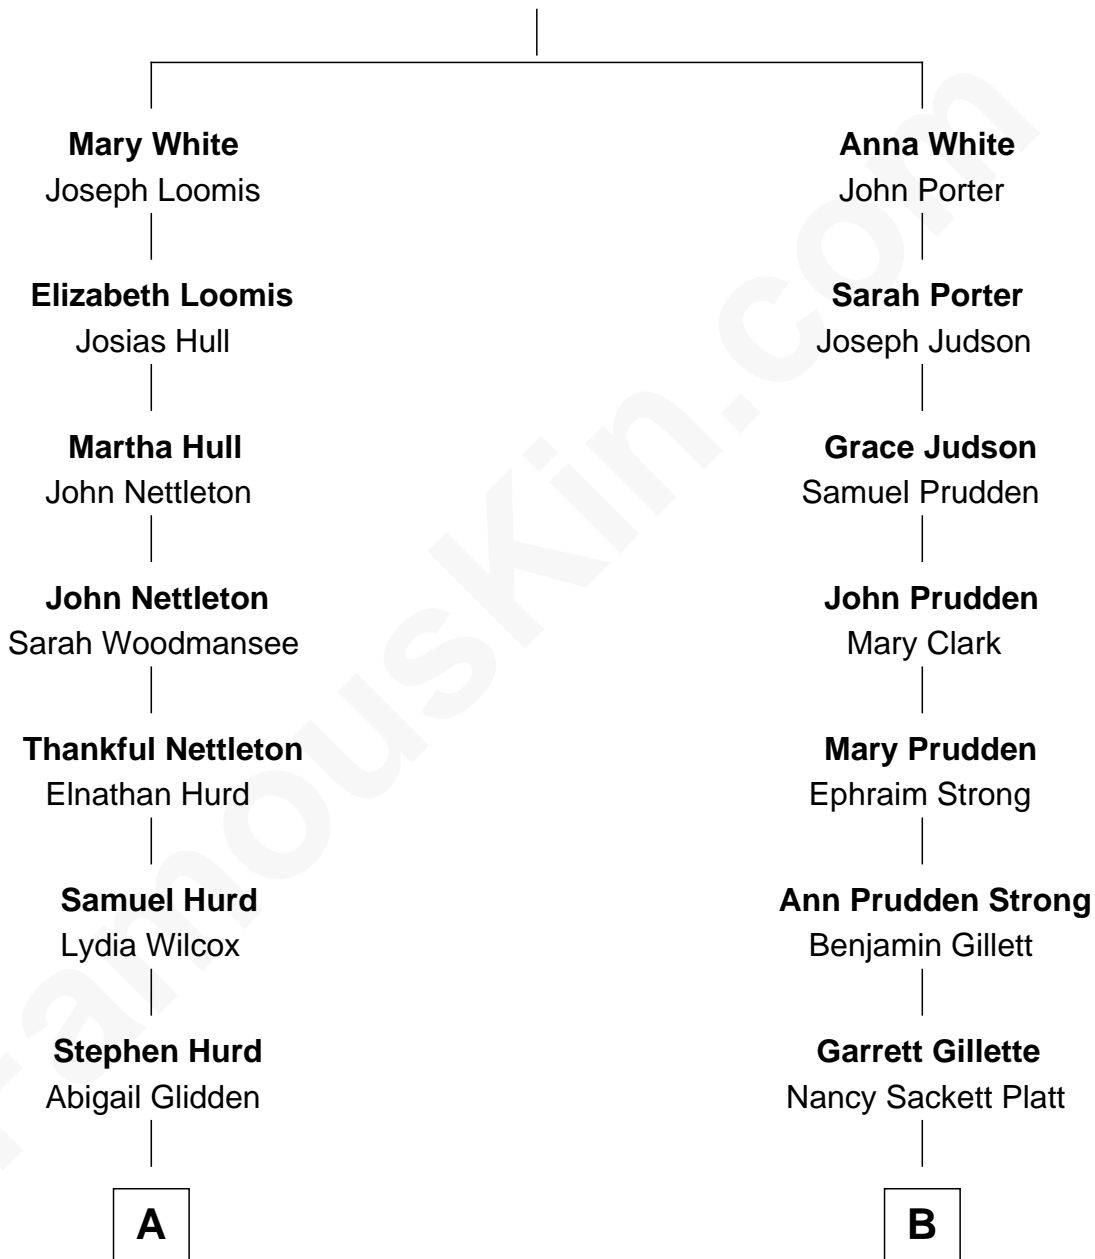 Mary White
Joseph Loomis
Elizabeth Loomis
Josias Hull
Martha Hull
John Nettleton
John Nettleton
Sarah Woodmansee
Thankful Nettleton
Elnathan Hurd
Samuel Hurd
Lydia Wilcox
Stephen Hurd
Abigail Glidden
A
Anna White
John Porter
Sarah Porter
Joseph Judson
Grace Judson
Samuel Prudden
John Prudden
Mary Clark
Mary Prudden
Ephraim Strong
Ann Prudden Strong
Benjamin Gillett
Garrett Gillette
Nancy Sackett Platt
B
FamousKin.com